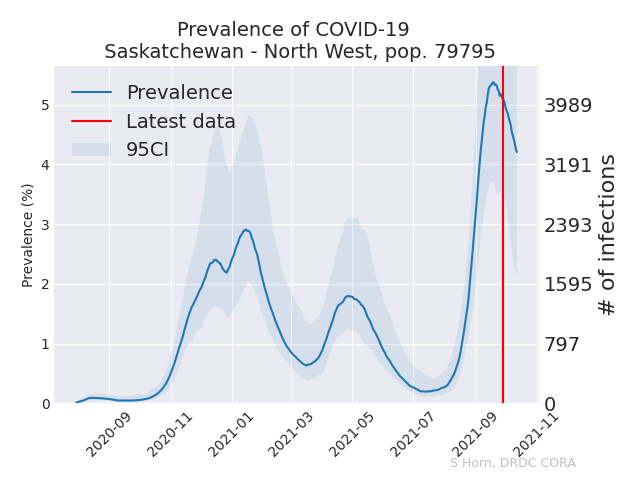 Prevalence of COVID-19
Saskatchewan - North West, pop. 79795
Prevalence
Latest data
95CI
Prevalence (%)
5
4
3
2
1
0
3989
3191
2393
1595
797
0
# of infections
2020-09
2020-11
2021-01
2021-03
2021-05
2021-07
2021-09
2021-11
S Horn, DRDC CORA